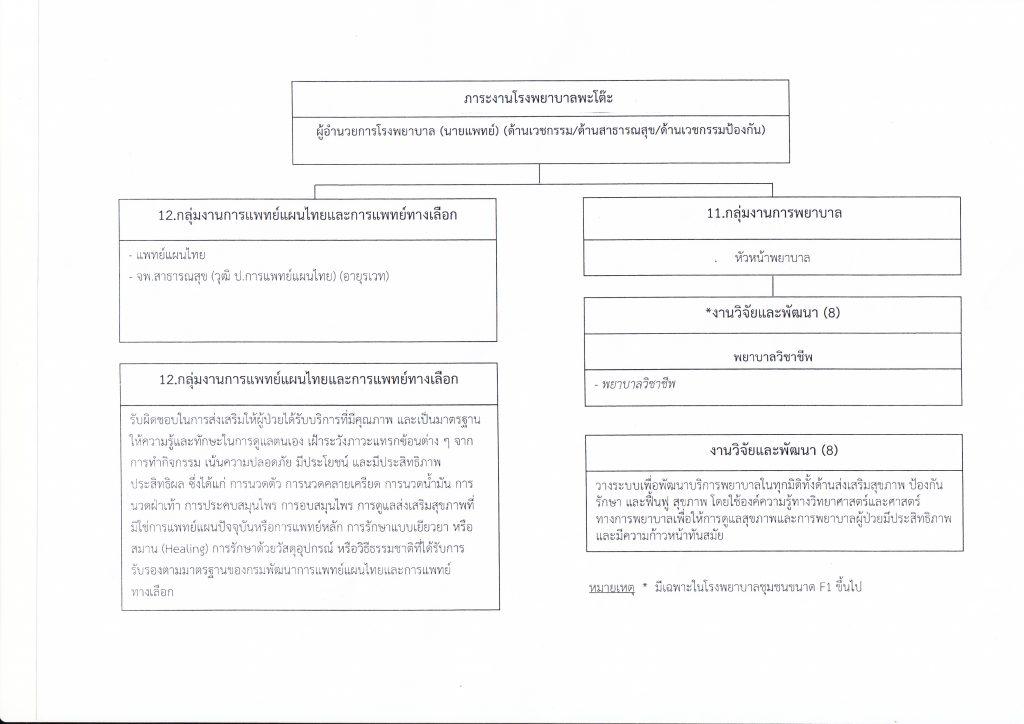 ภาระงานโรงพยาบาลพะโต๊ะ
ผู้อำนวยการโรงพยาบาล (นายแพทย์) (ด้านเวชกรรม/ด้านสาธารณสุข/ด้านเวชกรรมป้องกัน)
12.กลุ่มงานการแพทย์แผนไทยและการแพทย์ทางเลือก
- แพทย์แผนไทย
- จพ.สาธารณสุข (วุฒิ ป.การแพทย์แผนไทย) (อายุรเวท)
12.กลุ่มงานการแพทย์แผนไทยและการแพทย์ทางเลือก
รับผิดชอบในการส่งเสริมให้ผู้ป่วยได้รับบริการที่มีคุณภาพ และเป็นมาตรฐาน
ให้ความรู้และทักษะในการดูแลตนเอง เฝ้าระวังภาวะแทรกซ้อนต่าง ๆ จาก
การทำกิจกรรม เน้นความปลอดภัย มีประโยชน์ และมีประสิทธิภาพ
ประสิทธิผล ซึ่งได้แก่ การนวดตัว การนวดคลายเครียด การนวดน้ำมัน การ
นวดฝ่าเท้า การประคบสมุนไพร การอบสมุนไพร การดูแลส่งเสริมสุขภาพที่
มิใช่การแพทย์แผนปัจจุบันหรือการแพทย์หลัก การรักษาแบบเยียวยา หรือ
สมาน (Healing) การรักษาด้วยวัสดุอุปกรณ์ หรือวิธีธรรมชาติที่ได้รับการ
รับรองตามมาตรฐานของกรมพัฒนาการแพทย์แผนไทยและการแพทย์
ทางเลือก
11.กลุ่มงานการพยาบาล
หัวหน้าพยาบาล
*งานวิจัยและพัฒนา (8)
พยาบาลวิชาชีพ
- พยาบาลวิชาชีพ
งานวิจัยและพัฒนา (8)
วางระบบเพื่อพัฒนาบริการพยาบาลในทุกมิติทั้งด้านส่งเสริมสุขภาพ ป้องกัน
รักษา และฟื้นฟู สุขภาพ โดยใช้องค์ความรู้ทางวิทยาศาสตร์และศาสตร์
ทางการพยาบาลเพื่อให้การดูแลสุขภาพและการพยาบาลผู้ป่วยมีประสิทธิภาพ
และมีความก้าวหน้าทันสมัย
หมายเหตุ * มีเฉพาะในโรงพยาบาลชุมชนขนาด F1 ขึ้นไป